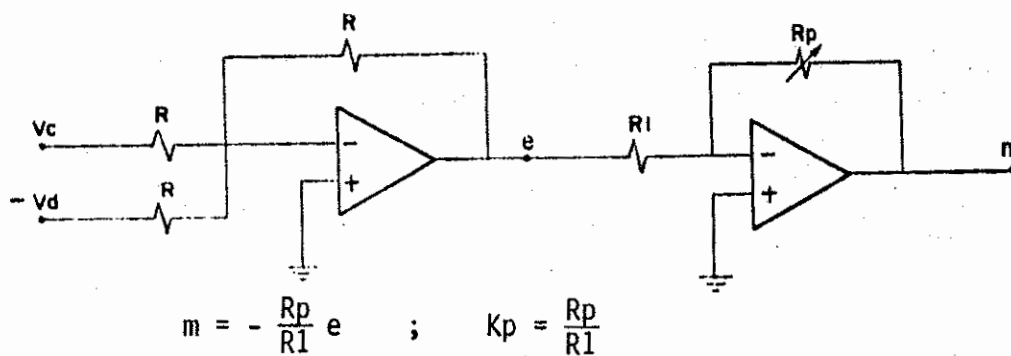 R
Rp
Vc
R
e
R1
m
- Vd
R
-
+
-
+
m = - Rp/R1 e ; Kp = Rp/R1